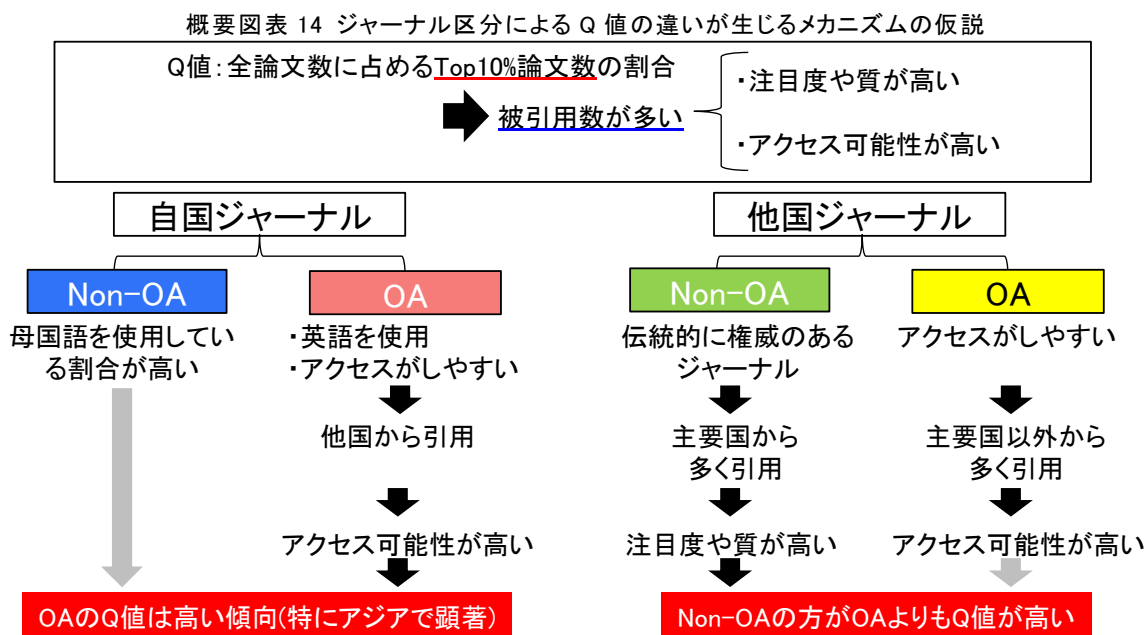 概要図表 14 ジャーナル区分による Q 値の違いが生じるメカニズムの仮説
Q値:全論文数に占めるTop10%論文数の割合
被引用数が多い
・注目度や質が高い
・アクセス可能性が高い
自国ジャーナル
Non-OA
母国語を使用してい
る割合が高い
OA
・英語を使用
・アクセスがしやすい
他国から引用
アクセス可能性が高い
OAのQ値は高い傾向(特にアジアで顕著)
他国ジャーナル
Non-OA
伝統的に権威のある
ジャーナル
主要国から
多く引用
注目度や質が高い
OA
アクセスがしやすい
主要国以外から
多く引用
アクセス可能性が高い
Non-OAの方がOAよりもQ値が高い